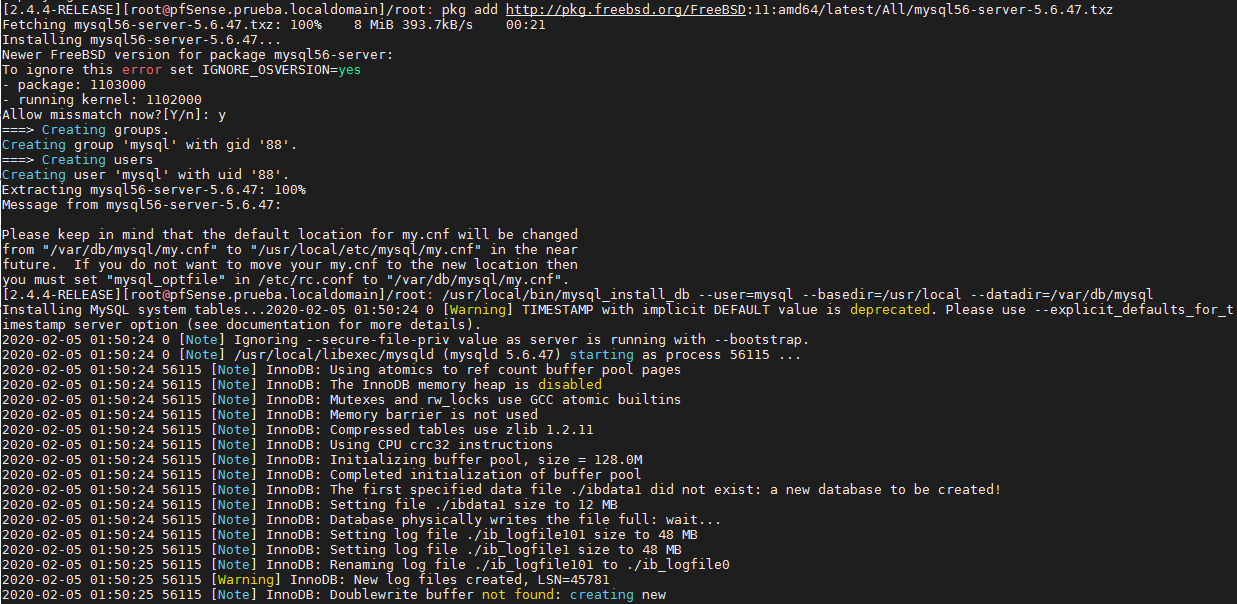 [2.4.4-RELEASE][root@pfSense.prueba.localdomain]/root: pkg add http://pkg.freebsd.org/FreeBSD:11:amd64/latest/All/mysql56-server-5.6.47.txz
Fetching mysql56-server-5.6.47.txz: 100%    8 MiB 393.7kB/s    00:21
Installing mysql56-server-5.6.47...
Newer FreeBSD version for package mysql56-server:
To ignore this error set IGNORE_OSVERSION=yes
- package: 1103000
- running kernel: 1102000
Allow missmatch now?[Y/n]: y
===> Creating groups.
Creating group 'mysql' with gid '88'.
===> Creating users
Creating user 'mysql' with uid '88'.
Extracting mysql56-server-5.6.47: 100%
Message from mysql56-server-5.6.47:

Please keep in mind that the default location for my.cnf will be changed
from "/var/db/mysql/my.cnf" to "/usr/local/etc/mysql/my.cnf" in the near
future.  If you do not want to move your my.cnf to the new location then
you must set "mysql_optfile" in /etc/rc.conf to "/var/db/mysql/my.cnf".
[2.4.4-RELEASE][root@pfSense.prueba.localdomain]/root: /usr/local/bin/mysql_install_db --user=mysql --basedir=/usr/local --datadir=/var/db/mysql
Installing MySQL system tables...2020-02-05 01:50:24 0 [Warning] TIMESTAMP with implicit DEFAULT value is deprecated. Please use --explicit_defaults_for_t
imestamp server option (see documentation for more details).
2020-02-05 01:50:24 0 [Note] Ignoring --secure-file-priv value as server is running with --bootstrap.
2020-02-05 01:50:24 0 [Note] /usr/local/libexec/mysqld (mysqld 5.6.47) starting as process 56115 ...
2020-02-05 01:50:24 56115 [Note] InnoDB: Using atomics to ref count buffer pool pages
2020-02-05 01:50:24 56115 [Note] InnoDB: The InnoDB memory heap is disabled
2020-02-05 01:50:24 56115 [Note] InnoDB: Mutexes and rw_locks use GCC atomic builtins
2020-02-05 01:50:24 56115 [Note] InnoDB: Memory barrier is not used
2020-02-05 01:50:24 56115 [Note] InnoDB: Compressed tables use zlib 1.2.11
2020-02-05 01:50:24 56115 [Note] InnoDB: Using CPU crc32 instructions
2020-02-05 01:50:24 56115 [Note] InnoDB: Initializing buffer pool, size = 128.0M
2020-02-05 01:50:24 56115 [Note] InnoDB: Completed initialization of buffer pool
2020-02-05 01:50:24 56115 [Note] InnoDB: The first specified data file ./ibdata1 did not exist: a new database to be created!
2020-02-05 01:50:24 56115 [Note] InnoDB: Setting file ./ibdata1 size to 12 MB
2020-02-05 01:50:24 56115 [Note] InnoDB: Database physically writes the file full: wait...
2020-02-05 01:50:24 56115 [Note] InnoDB: Setting log file ./ib_logfile101 size to 48 MB
2020-02-05 01:50:25 56115 [Note] InnoDB: Setting log file ./ib_logfile1 size to 48 MB
2020-02-05 01:50:25 56115 [Note] InnoDB: Renaming log file ./ib_logfile101 to ./ib_logfile0
2020-02-05 01:50:25 56115 [Warning] InnoDB: New log files created, LSN=45781
2020-02-05 01:50:25 56115 [Note] InnoDB: Doublewrite buffer not found: creating new